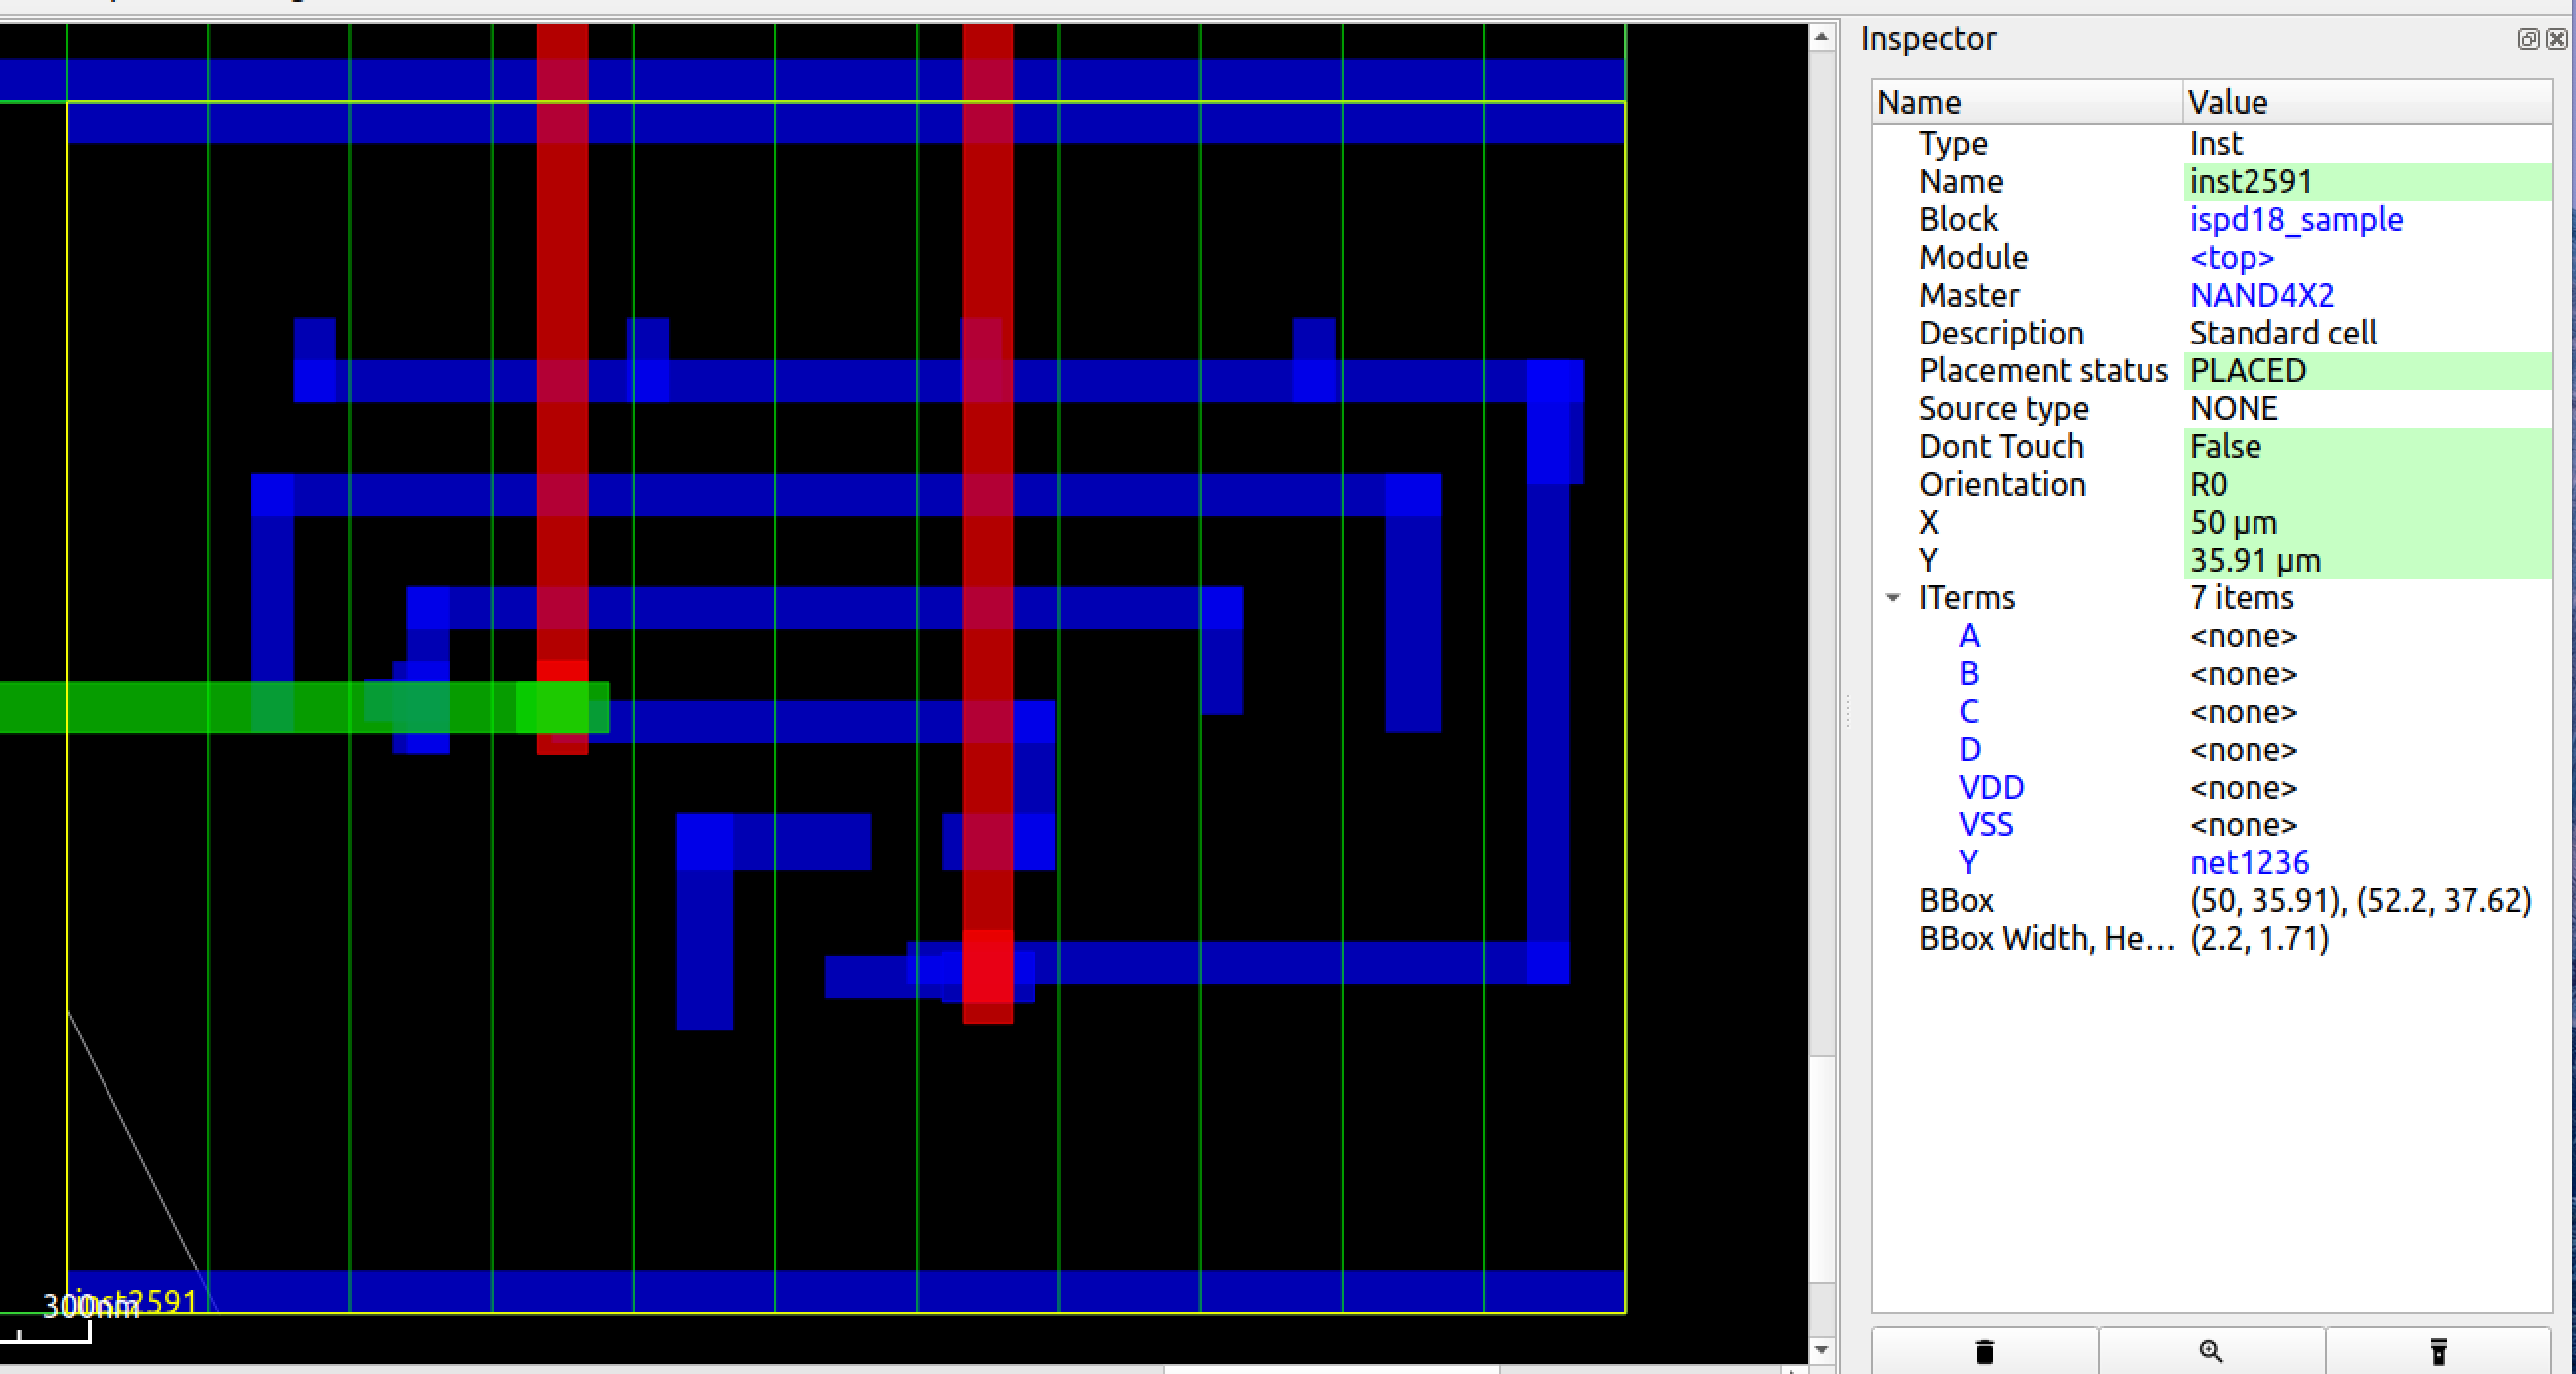 Inspector
Name Value
Type Inst
Name inst2591
Block ispd18_sample
Module <top>
Master NAND4X2
Description Standard cell
Placement status PLACED
Source type NONE
Dont Touch False
Orientation R0
X 50 μm
Y 35.91 μm
ITerms 7 items
A <none>
B <none>
C <none>
D <none>
VDD <none>
VSS <none>
Y net1236
BBox (50, 35.91), (52.2, 37.62)
BBox Width, He... (2.2, 1.71)
inst2591
300nm